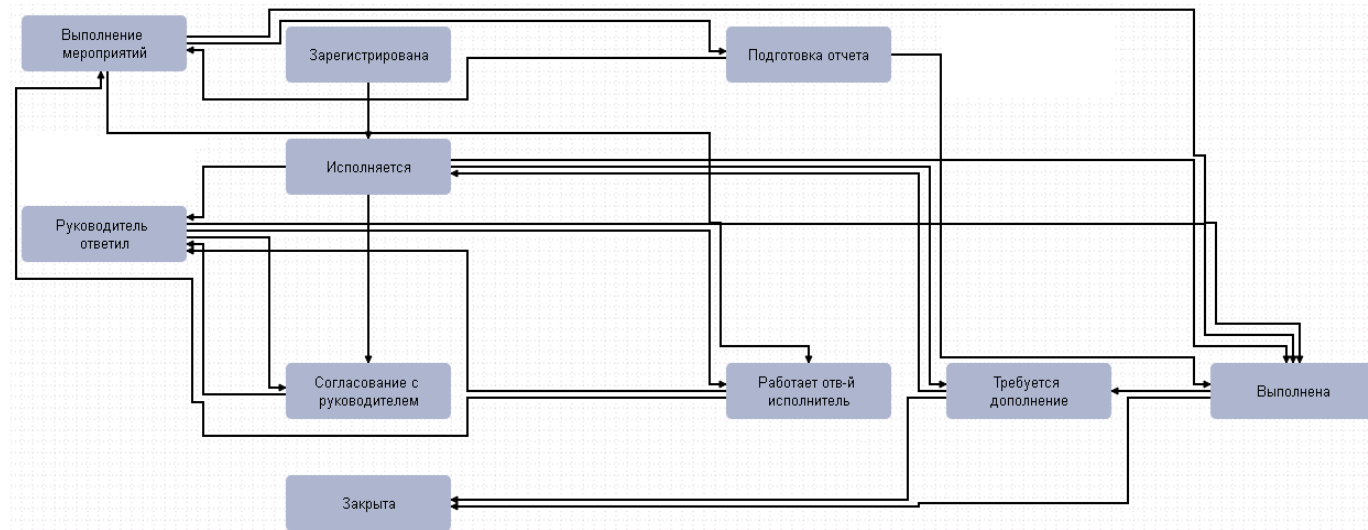 Выполнение
мероприятий
Зарегистрирована
Подготовка отчета
Исполняется
Руководитель
ответил
Согласование с
руководителем
Работает отв-й
исполнитель
Требуется
дополнение
Выполнена
Закрыта